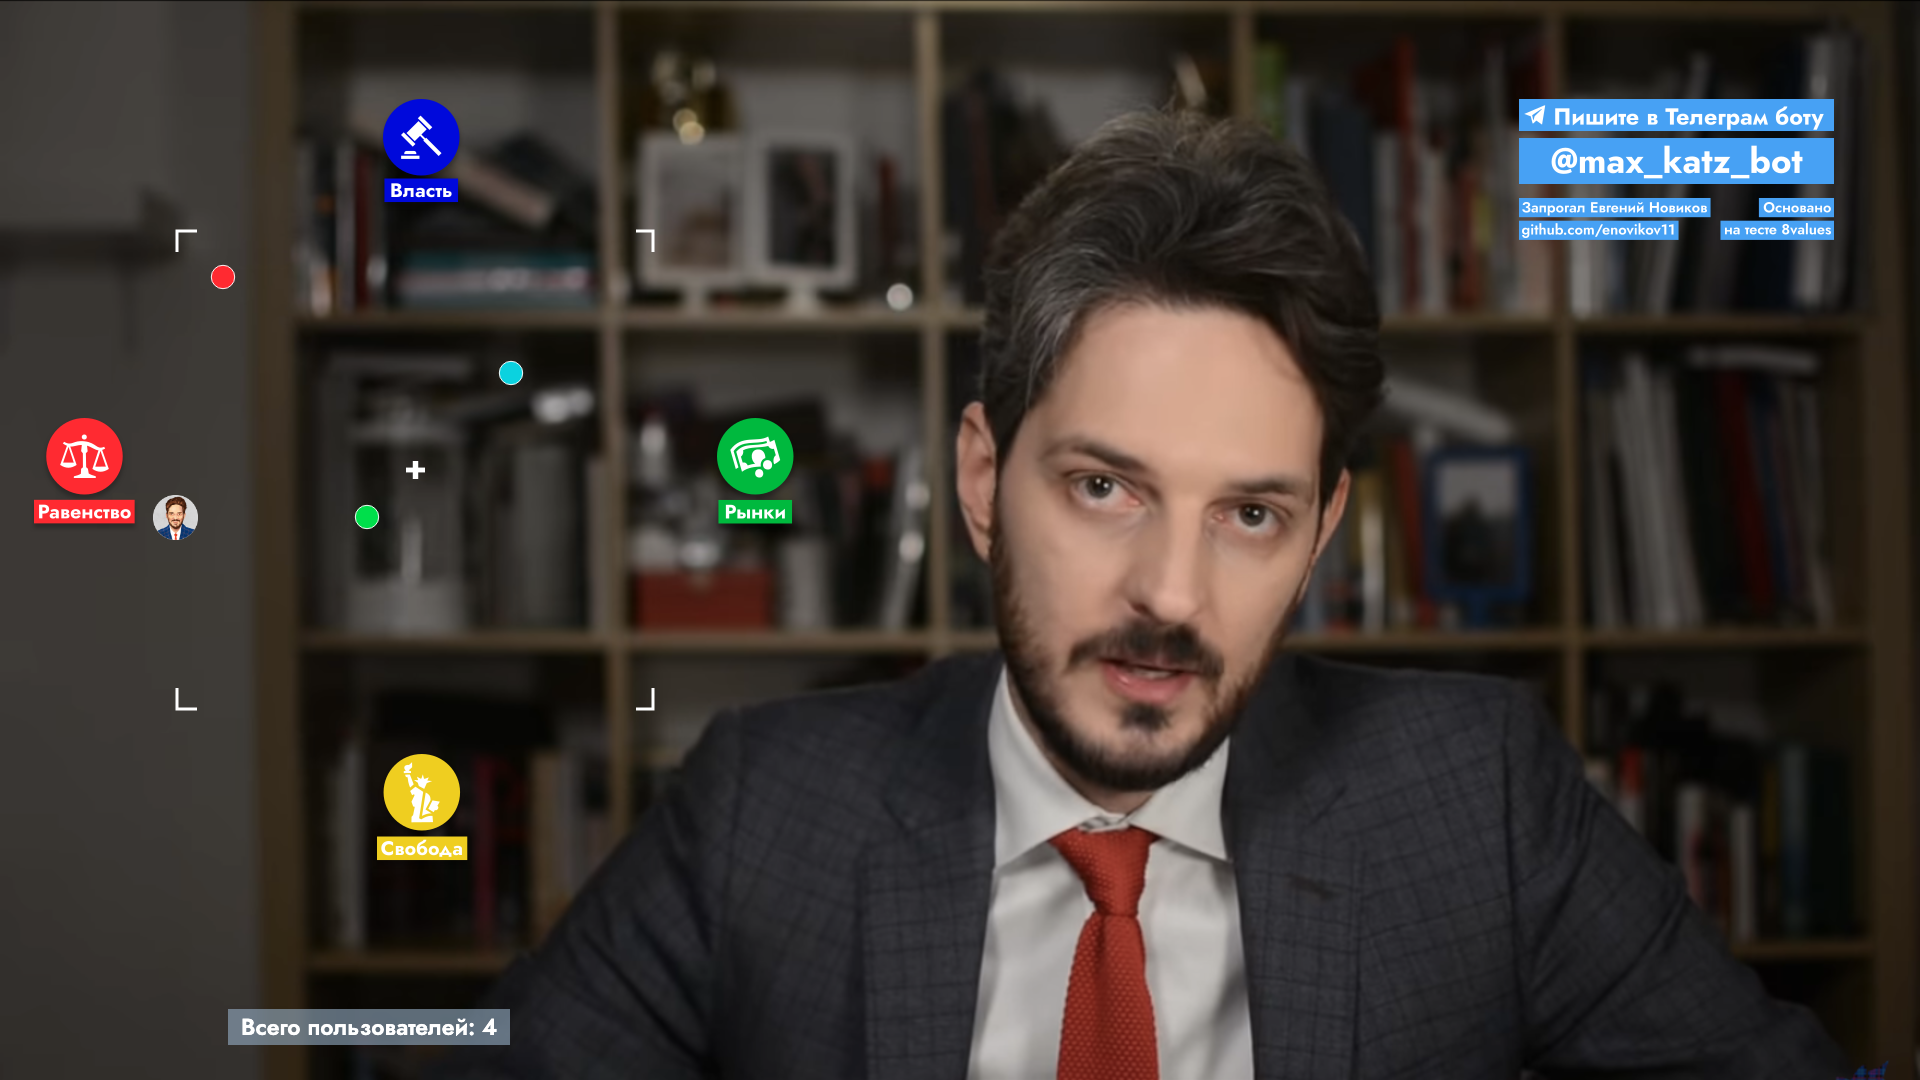 Власть
Равенство
Рынки
Свобода
Всего пользователей: 4
Пишите в Телеграм боту
@max_katz_bot
Запрогал Евгений Новиков
github.com/enovikov11
Основано
на тесте 8values